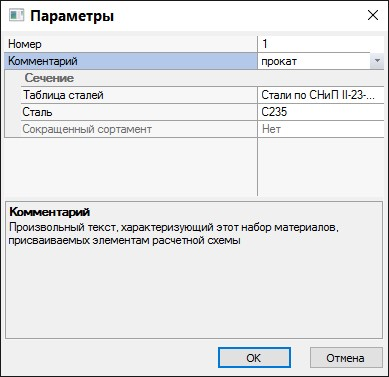 Параметры
Номер 1
Комментарий прокат
Сечение
Таблица сталей Стали по СНиП II-23-...
Сталь С235
Сокращенный сортамент Нет
Комментарий
Произвольный текст, характеризующий этот набор материалов,
присваиваемых элементам расчетной схемы
OK Отмена